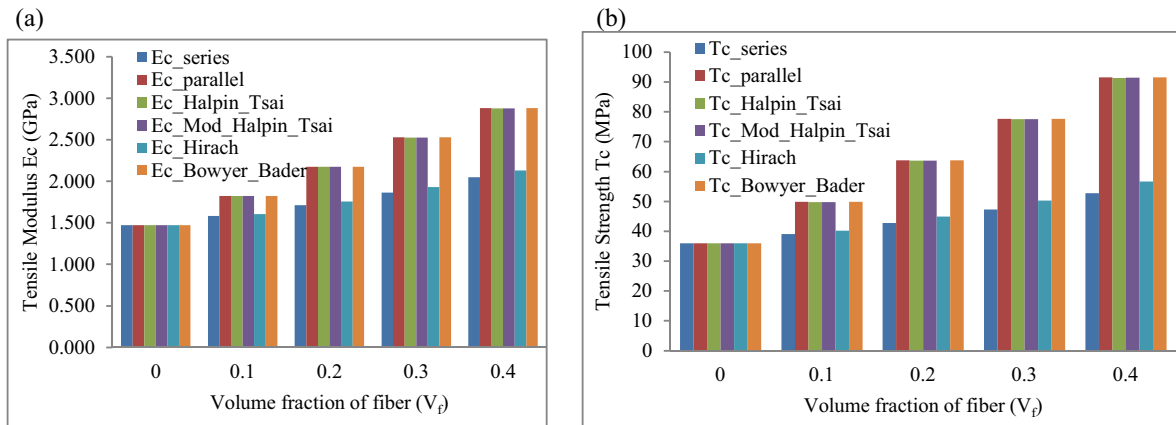 (a)
Tensile Modulus Ec (GPa)
3.500
3.000
2.500
2.000
1.500
1.000
0.500
0.000
Ec_series
Ec_parallel
Ec_Halpin_Tsai
Ec_Mod_Halpin_Tsai
Ec_Hirach
Ec_Bowyer_Bader
0 0.1 0.2 0.3 0.4
Volume fraction of fiber (Vf)
(b)
Tensile Strength Tc (MPa)
100
90
80
70
60
50
40
30
20
10
0
Tc_series
Tc_parallel
Tc_Halpin_Tsai
Tc_Mod_Halpin_Tsai
Tc_Hirach
Tc_Bowyer_Bader
0 0.1 0.2 0.3 0.4
Volume fraction of fiber (Vf)